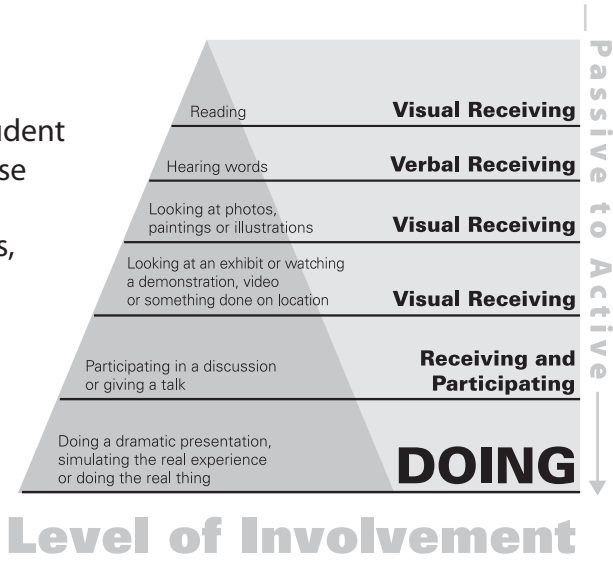 udent
se
s,
Reading
Visual Receiving
Hearing words
Verbal Receiving
Looking at photos,
paintings or illustrations
Visual Receiving
Looking at an exhibit or watching
a demonstration, video
or something done on location
Visual Receiving
Participating in a discussion
or giving a talk
Receiving and
Participating
Doing a dramatic presentation,
simulating the real experience
or doing the real thing
DOING
Passive to Active
Level of Involvement